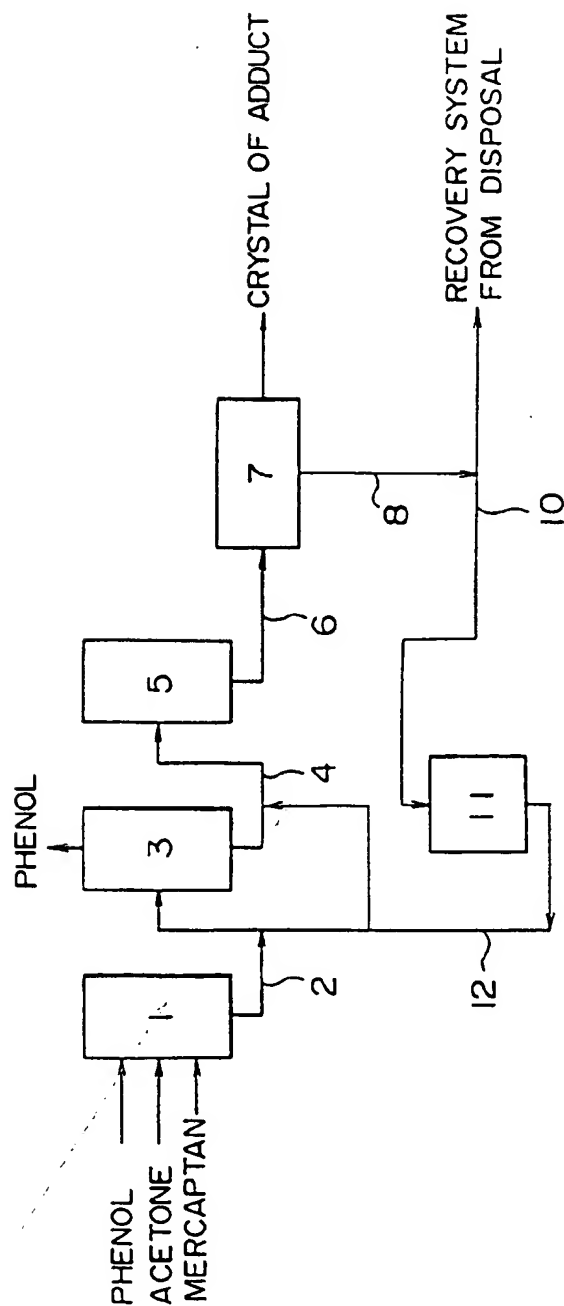 PHENOL
ACETONE
MERCAPTAN
1
2
PHENOL
3
4
5
6
7
CRYSTAL OF ADDUCT
8
10
RECOVERY SYSTEM
FROM DISPOSAL
11
12